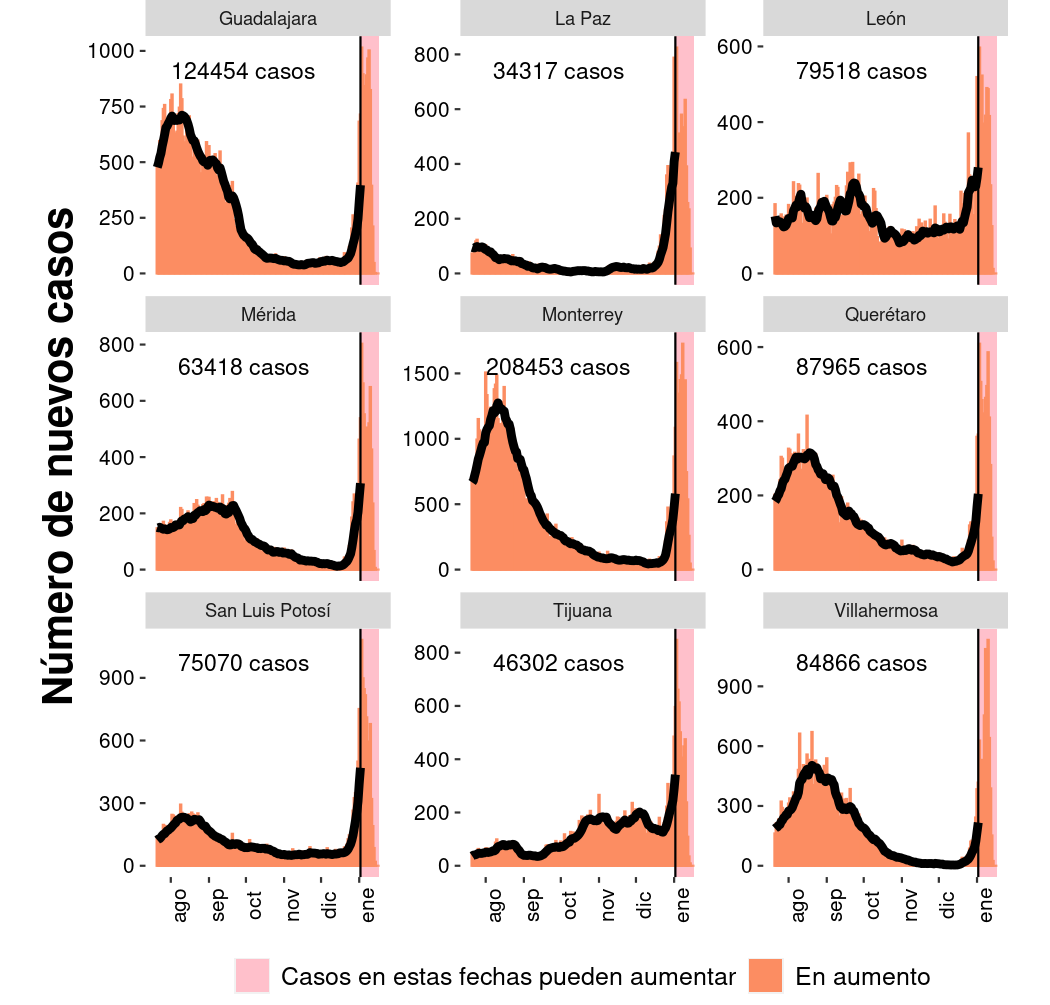 Número de nuevos casos
Guadalajara
La Paz
León
124454 casos
34317 casos
79518 casos
1000
750
500
250
0
800
600
400
200
0
600
400
200
0
Mérida
Monterrey
Querétaro
63418 casos
208453 casos
87965 casos
800
600
400
200
0
1500
1000
500
0
600
400
200
0
San Luis Potosí
Tijuana
Villahermosa
75070 casos
46302 casos
84866 casos
900
600
300
0
800
600
400
200
0
900
600
300
0
ago
sep
oct
nov
dic
ene
ago
sep
oct
nov
dic
ene
ago
sep
oct
nov
dic
ene
Casos en estas fechas pueden aumentar
En aumento